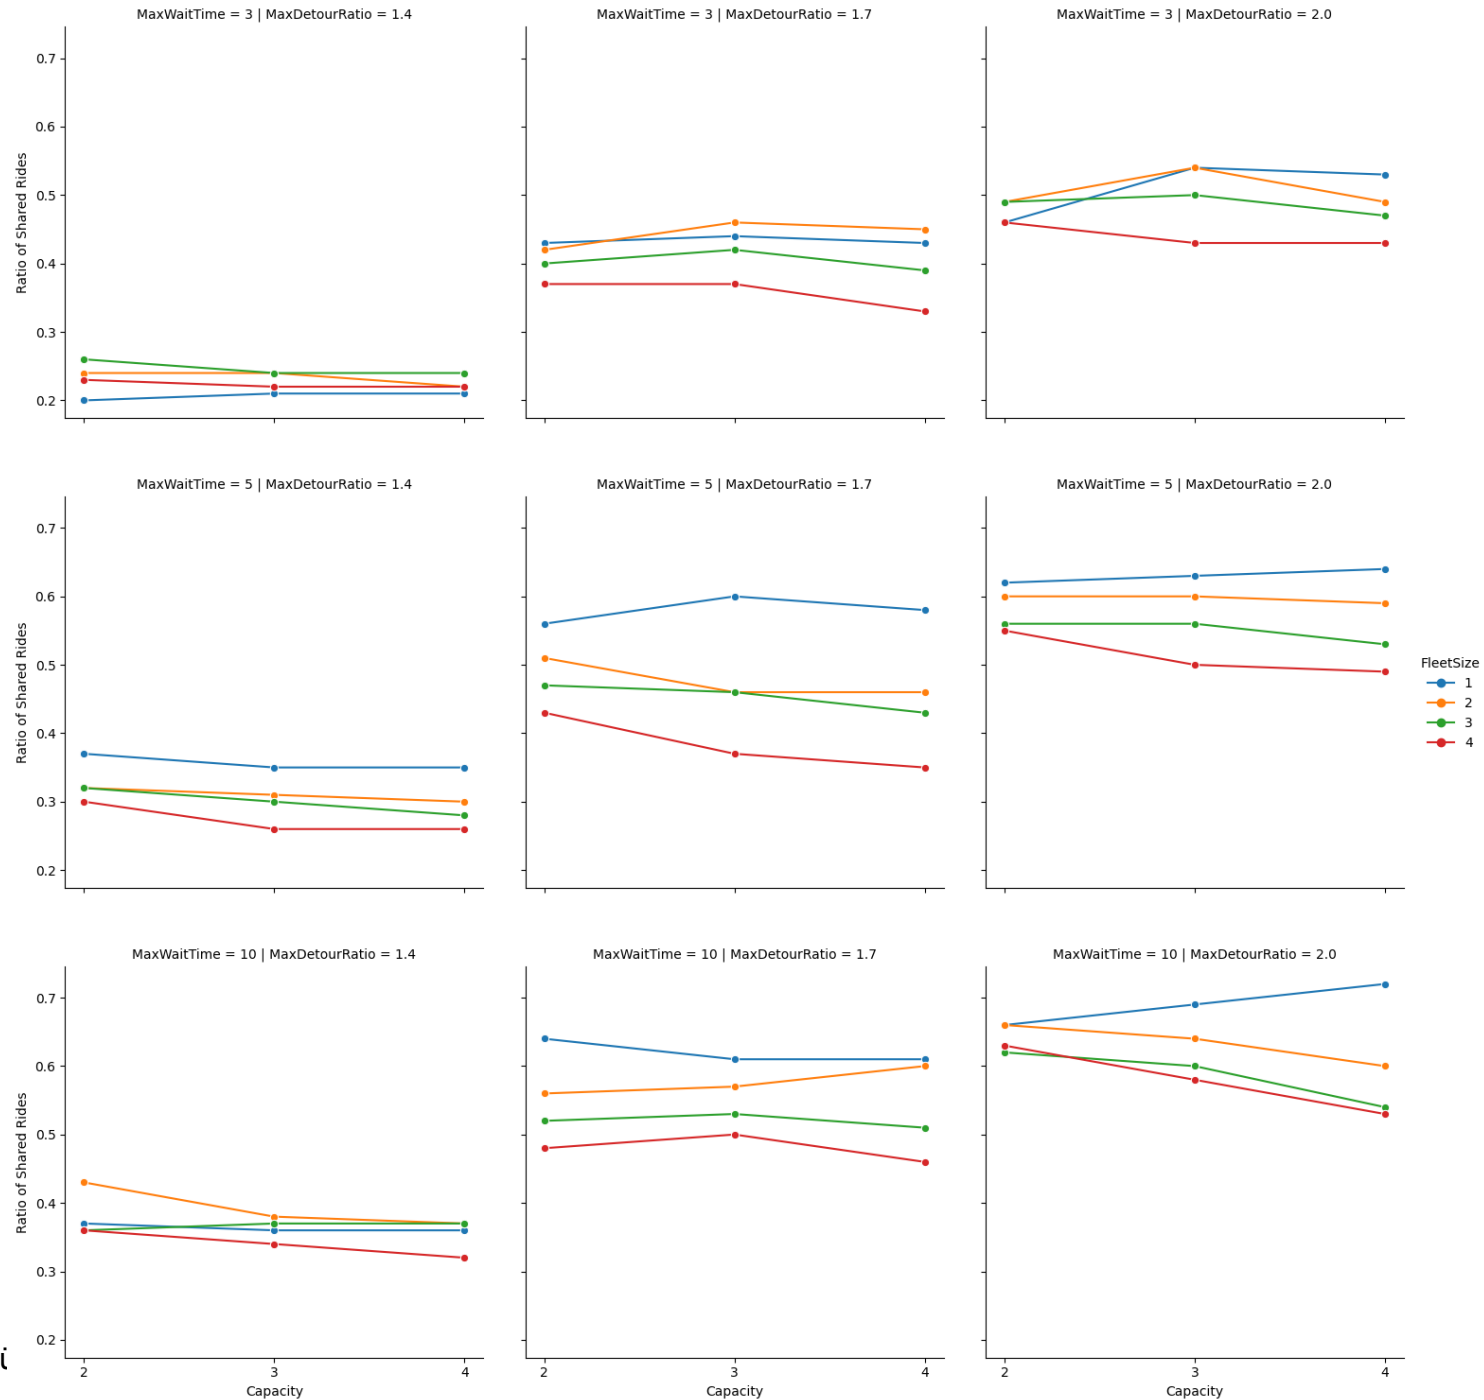 MaxWaitTime = 3 | MaxDetourRatio = 1.4
MaxWaitTime = 3 | MaxDetourRatio = 1.7
MaxWaitTime = 3 | MaxDetourRatio = 2.0
Ratio of Shared Rides
0.7
0.6
0.5
0.4
0.3
0.2
MaxWaitTime = 5 | MaxDetourRatio = 1.4
MaxWaitTime = 5 | MaxDetourRatio = 1.7
MaxWaitTime = 5 | MaxDetourRatio = 2.0
Ratio of Shared Rides
0.7
0.6
0.5
0.4
0.3
0.2
FleetSize
1
2
3
4
MaxWaitTime = 10 | MaxDetourRatio = 1.4
MaxWaitTime = 10 | MaxDetourRatio = 1.7
MaxWaitTime = 10 | MaxDetourRatio = 2.0
Ratio of Shared Rides
0.7
0.6
0.5
0.4
0.3
0.2
2 3 4
2 3 4
2 3 4
Capacity
Capacity
Capacity